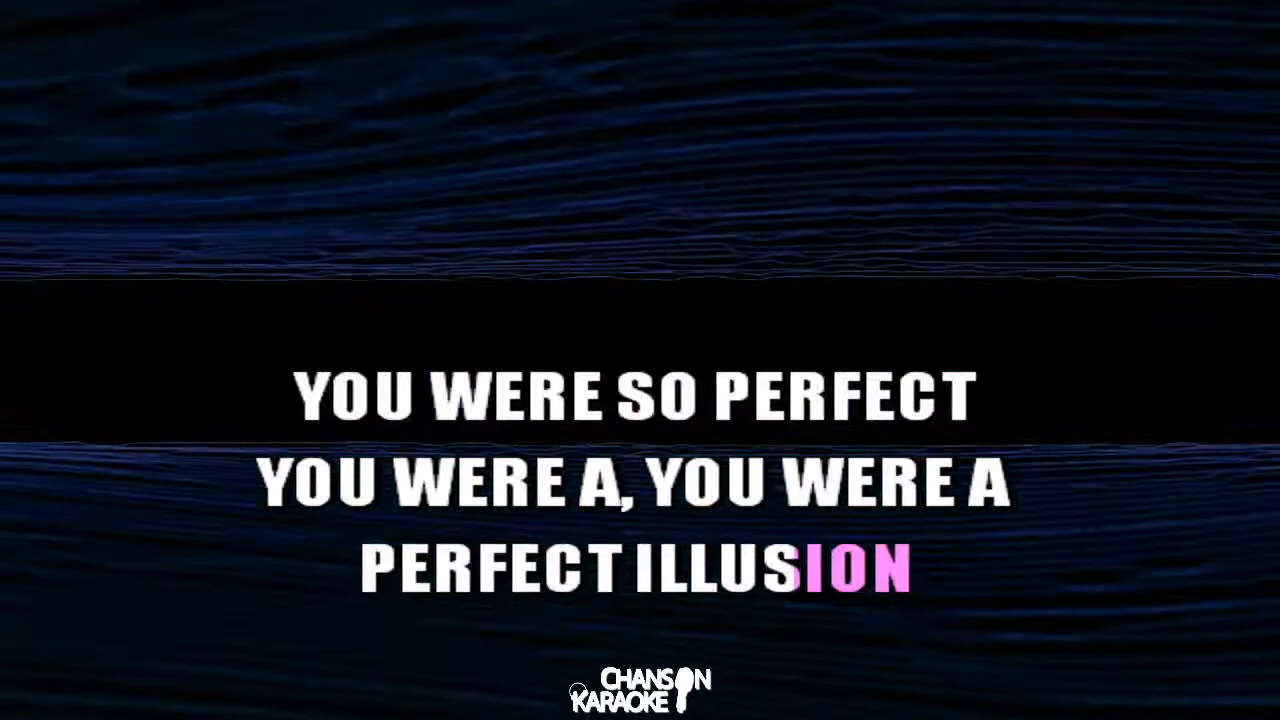 YOU WERE SO PERFECT
YOU WERE A, YOU WERE A
PERFECT ILLUSION
CHANSON
KARAOKE